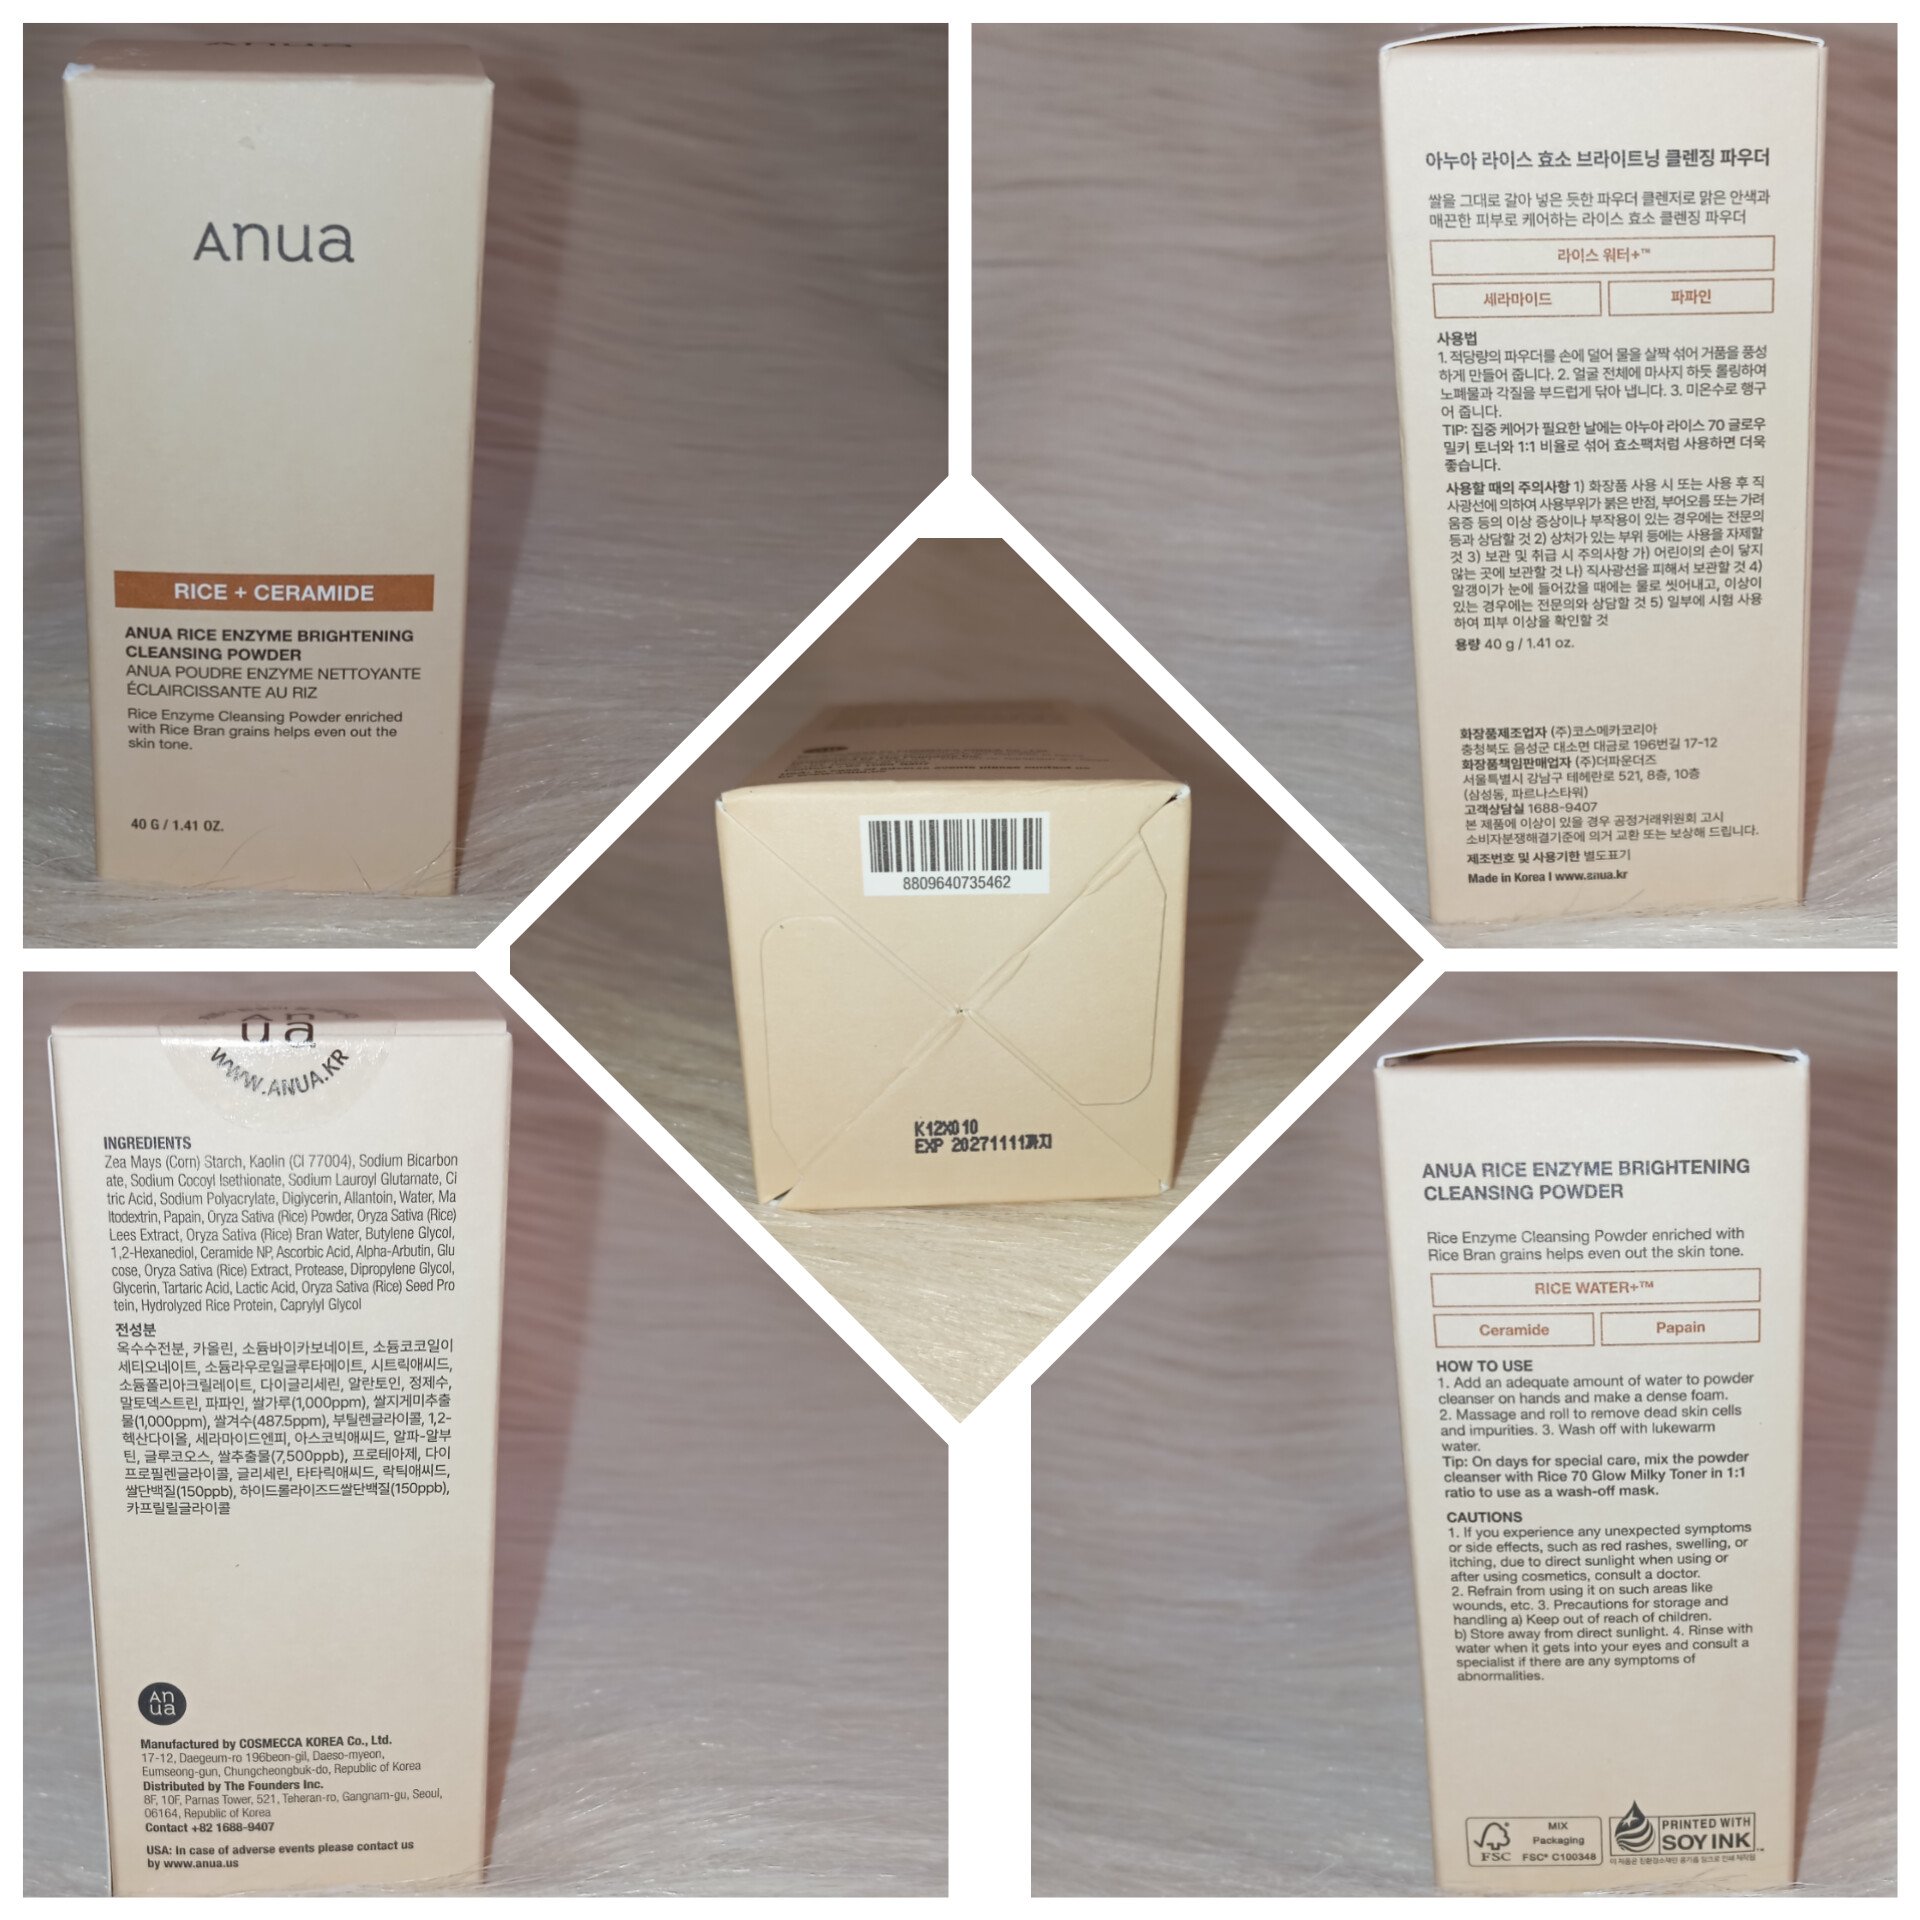 Anua
Anua
RICE + CERAMIDE
ANUA RICE ENZYME BRIGHTENING
CLEANSING POWDER
ANUA POUDRE ENZYME NETTOYANTE
ÉCLAIRCISSANTE AU RIZ
Rice Enzyme Cleansing Powder enriched
with Rice Bran grains helps even out the
skin tone.
40 G / 1.41 OZ.
아누아 라이스 효소 브라이트닝 클렌징 파우더
쌀을 그대로 갈아 넣은 듯한 파우더 클렌저로 맑은 안색과
매끈한 피부로 케어하는 라이스 효소 클렌징 파우더
라이스 워터+™
세라마이드
파파인
사용법
1. 적당량의 파우더를 손에 덜어 물을 살짝 섞어 거품을 풍성
하게 만들어 줍니다. 2. 얼굴 전체에 마사지 하듯 롤링하여
노폐물과 각질을 부드럽게 닦아 냅니다. 3. 미온수로 헹구
어 줍니다.
TIP: 집중 케어가 필요한 날에는 아누아 라이스 70 글로우
밀키 토너와 1:1 비율로 섞어 효소팩처럼 사용하면 더욱
좋습니다.
사용할 때의 주의사항 1) 화장품 사용 시 또는 사용 후 직
사광선에 의하여 사용부위가 붉은 반점, 부어오름 또는 가려
움증 등의 이상 증상이나 부작용이 있는 경우에는 전문의
등과 상담할 것 2) 상처가 있는 부위 등에는 사용을 자제할
것 3) 보관 및 취급 시 주의사항 가) 어린이의 손이 닿지
않는 곳에 보관할 것 나) 직사광선을 피해서 보관할 것 4)
알갱이가 눈에 들어갔을 때에는 물로 씻어내고, 이상이
있는 경우에는 전문의와 상담할 것 5) 일부에 시험 사용
하여 피부 이상을 확인할 것
용량 40 g / 1.41 oz.
화장품제조업자 (주)코스메카코리아
충청북도 음성군 대소면 대금로 196번길 17-12
화장품책임판매업자 (주)더파운더즈
서울특별시 강남구 테헤란로 521, 8층, 10층
(삼성동, 파르나스타워)
고객상담실 1688-9407
본 제품에 이상이 있을 경우 공정거래위원회 고시
소비자분쟁해결기준에 의거 교환 또는 보상해 드립니다.
제조번호 및 사용기한 별도표기
Made in Korea I www.anua.kr
8809640735462
K12X010
EXP 20271111까지
An
ua
WWW.ANUA.KR
INGREDIENTS
Zea Mays (Corn) Starch, Kaolin (CI 77004), Sodium Bicarbon
ate, Sodium Cocoyl Isethionate, Sodium Lauroyl Glutamate, Ci
tric Acid, Sodium Polyacrylate, Diglycerin, Allantoin, Water, Ma
ltodextrin, Papain, Oryza Sativa (Rice) Powder, Oryza Sativa (Rice)
Lees Extract, Oryza Sativa (Rice) Bran Water, Butylene Glycol,
1,2-Hexanediol, Ceramide NP, Ascorbic Acid, Alpha-Arbutin, Glu
cose, Oryza Sativa (Rice) Extract, Protease, Dipropylene Glycol,
Glycerin, Tartaric Acid, Lactic Acid, Oryza Sativa (Rice) Seed Pro
tein, Hydrolyzed Rice Protein, Caprylyl Glycol
전성분
옥수수전분, 카올린, 소듐바이카보네이트, 소듐코코일이
세티오네이트, 소듐라우로일글루타메이트, 시트릭애씨드,
소듐폴리아크릴레이트, 다이글리세린, 알란토인, 정제수,
말토덱스트린, 파파인, 쌀가루(1,000ppm), 쌀지게미추출
물(1,000ppm), 쌀겨수(487.5ppm), 부틸렌글라이콜, 1,2-
헥산다이올, 세라마이드엔피, 아스코빅애씨드, 알파-알부
틴, 글루코오스, 쌀추출물(7,500ppb), 프로테아제, 다이
프로필렌글라이콜, 글리세린, 타타릭애씨드, 락틱애씨드,
쌀단백질(150ppb), 하이드롤라이즈드쌀단백질(150ppb),
카프릴릴글라이콜
An
ua
Manufactured by COSMECCA KOREA Co., Ltd.
17-12, Daegeum-ro 196beon-gil, Daeso-myeon,
Eumseong-gun, Chungcheongbuk-do, Republic of Korea
Distributed by The Founders Inc.
8F, 10F, Parnas Tower, 521, Teheran-ro, Gangnam-gu, Seoul,
06164, Republic of Korea
Contact +82 1688-9407
USA: In case of adverse events please contact us
by www.anua.us
ANUA RICE ENZYME BRIGHTENING
CLEANSING POWDER
Rice Enzyme Cleansing Powder enriched with
Rice Bran grains helps even out the skin tone.
RICE WATER+™
Ceramide
Papain
HOW TO USE
1. Add an adequate amount of water to powder
cleanser on hands and make a dense foam.
2. Massage and roll to remove dead skin cells
and impurities. 3. Wash off with lukewarm
water.
Tip: On days for special care, mix the powder
cleanser with Rice 70 Glow Milky Toner in 1:1
ratio to use as a wash-off mask.
CAUTIONS
1. If you experience any unexpected symptoms
or side effects, such as red rashes, swelling, or
itching, due to direct sunlight when using or
after using cosmetics, consult a doctor.
2. Refrain from using it on such areas like
wounds, etc. 3. Precautions for storage and
handling a) Keep out of reach of children.
b) Store away from direct sunlight. 4. Rinse with
water when it gets into your eyes and consult a
specialist if there are any symptoms of
abnormalities.
FSC
MIX
Packaging
FSC® C100348
PRINTED WITH
SOY INK™
이 제품은 친환경소재인 콩기름 잉크로 인쇄 제작됨